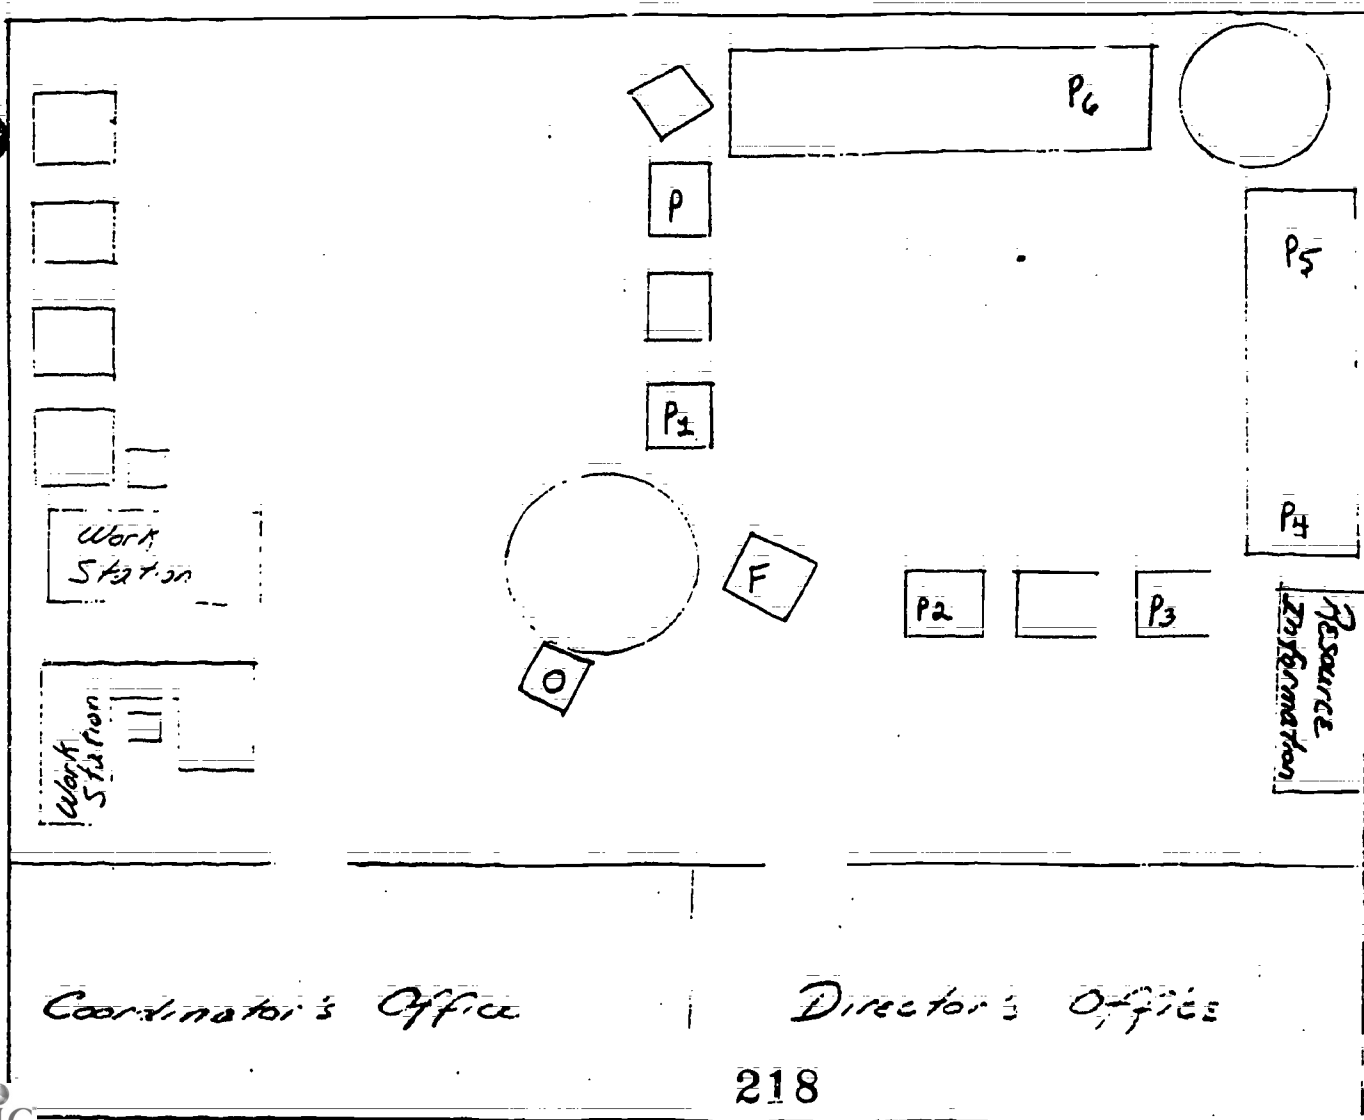 P6
P
P5
P1
Work
Station
F
P4
P2
P3
O
Resource
Information
Work
Station
Coordinator's Office
Director's Office
218